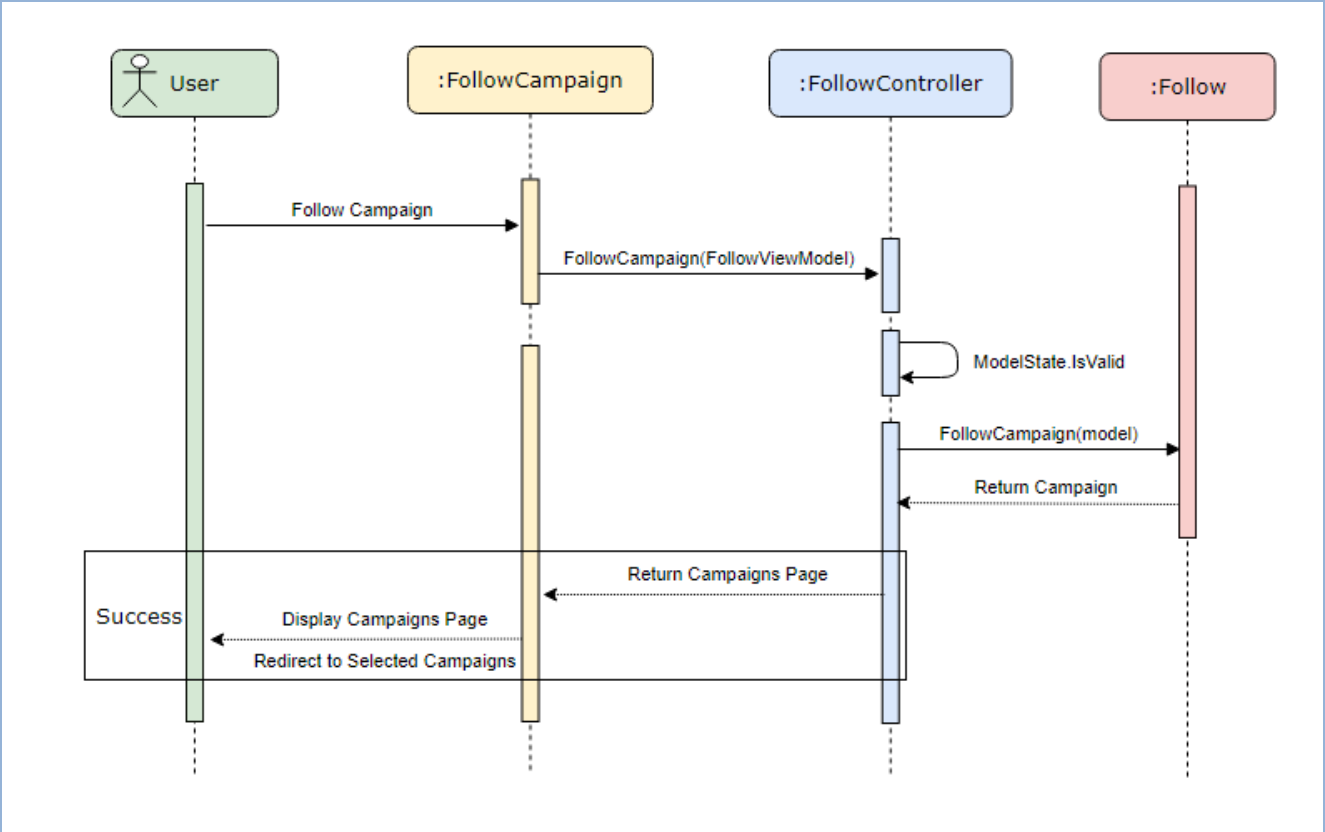 User
:FollowCampaign
:FollowController
:Follow
Follow Campaign
FollowCampaign(FollowViewModel)
ModelState.IsValid
FollowCampaign(model)
Return Campaign
Return Campaigns Page
Success
Display Campaigns Page
Redirect to Selected Campaigns